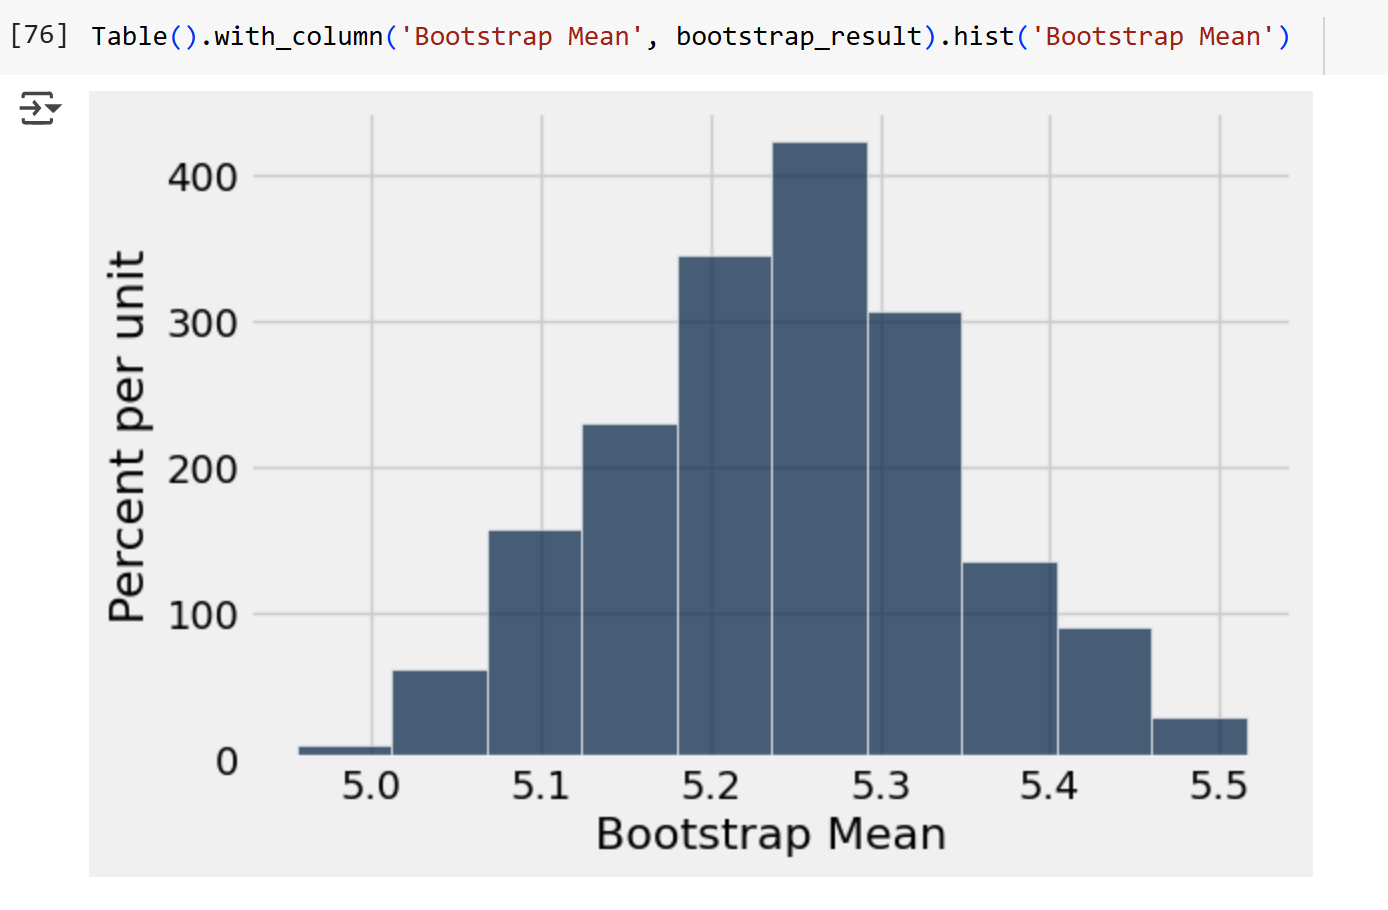 [76] Table().with_column('Bootstrap Mean', bootstrap_result).hist('Bootstrap Mean')
400
300
200
100
0
Percent per unit
5.0 5.1 5.2 5.3 5.4 5.5
Bootstrap Mean